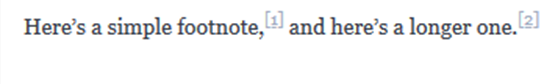 Here’s a simple footnote,[1] and here’s a longer one.[2]